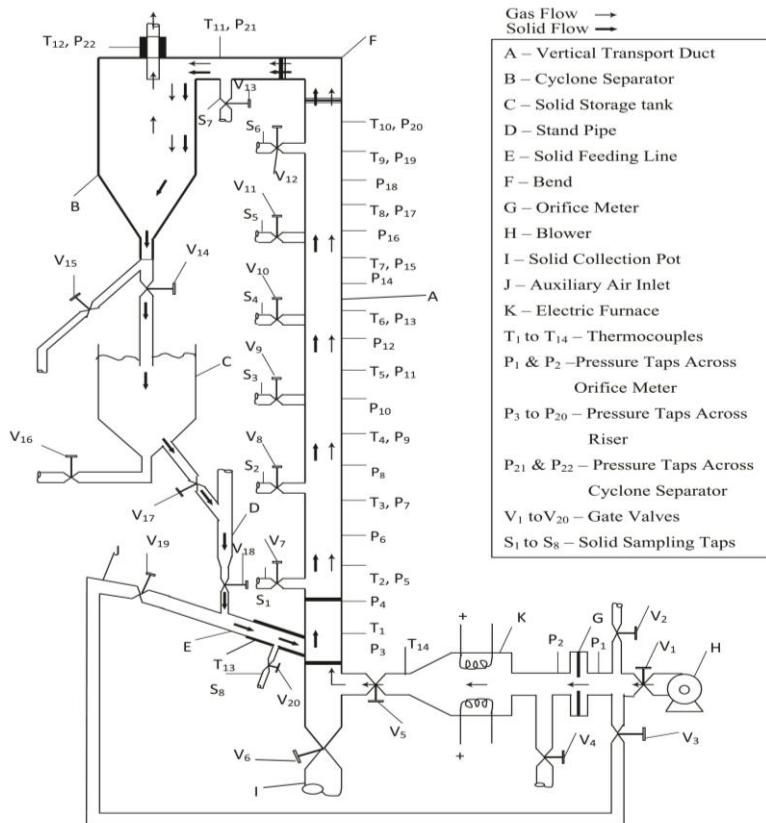 Gas Flow
Solid Flow
A – Vertical Transport Duct
B – Cyclone Separator
C – Solid Storage tank
D – Stand Pipe
E – Solid Feeding Line
F – Bend
G – Orifice Meter
H – Blower
I – Solid Collection Pot
J – Auxiliary Air Inlet
K – Electric Furnace
T₁ to T₁₄ – Thermocouples
P₁ & P₂ –Pressure Taps Across
Orifice Meter
P₃ to P₂₀ – Pressure Taps Across
Riser
P₂₁ & P₂₂ – Pressure Taps Across
Cyclone Separator
V₁ toV₂₀ – Gate Valves
S₁ to S₈ – Solid Sampling Taps
T₁₁, P₂₁
F
T₁₂, P₂₂
V₁₃
S₇
S₆
T₁₀, P₂₀
T₉, P₁₉
V₁₂
P₁₈
B
V₁₁
S₅
T₈, P₁₇
P₁₆
V₁₄
V₁₅
V₁₀
S₄
T₇, P₁₅
P₁₄
A
T₆, P₁₃
P₁₂
C
V₉
S₃
T₅, P₁₁
P₁₀
V₁₆
V₈
S₂
T₄, P₉
P₈
V₁₇
D
T₃, P₇
P₆
J
V₁₉
V₁₈
V₇
S₁
T₂, P₅
P₄
E
T₁
P₃
T₁₃
S₈
V₂₀
T₁₄
+
K
P₂
G
P₁
V₂
V₁
H
V₅
V₆
+
V₄
V₃
I